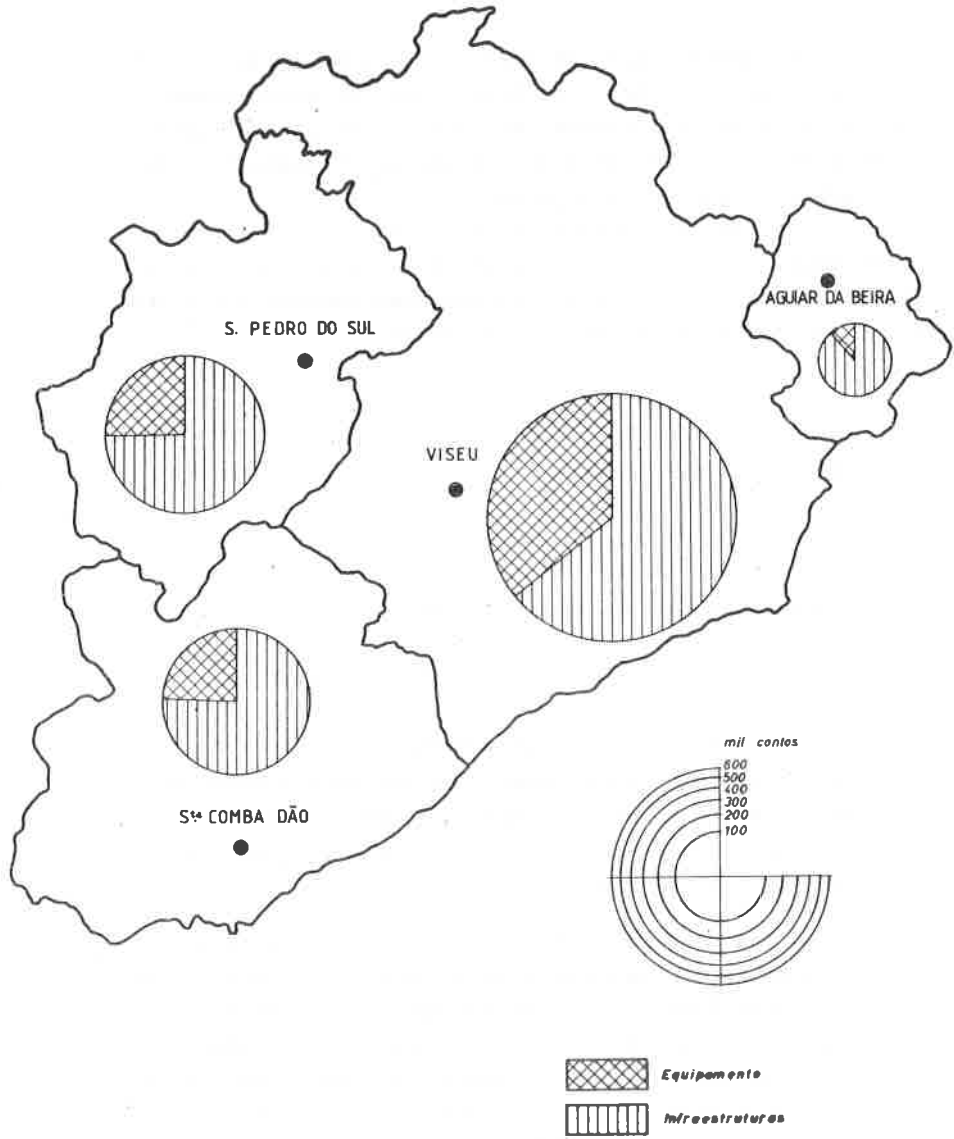 AGUIAR DA BEIRA
S. PEDRO DO SUL
VISEU
Sta COMBA DÃO
mil contos
600
500
400
300
200
100
Equipamento
Infraestruturas